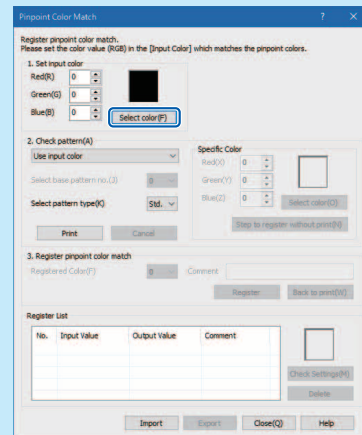 Pinpoint Color Match ? X
Register pinpoint color match.
Please set the color value (RGB) in the [Input Color] which matches the pinpoint colors.
1. Set input color
Red(R) 0
Green(G) 0
Blue(B) 0
Select color(F)
2. Check pattern(A)
Use input color
Select base pattern no.(J) 0
Select pattern type(K) Std.
Print Cancel
Specific Color
Red(X) 0
Green(Y) 0
Blue(Z) 0
Select color(O)
Step to register without print(N)
3. Register pinpoint color match
Registered Color(P) 0 Comment
Register Back to print(W)
Register List
No. Input Value Output Value Comment
Check Settings(M)
Delete
Import Export Close(Q) Help